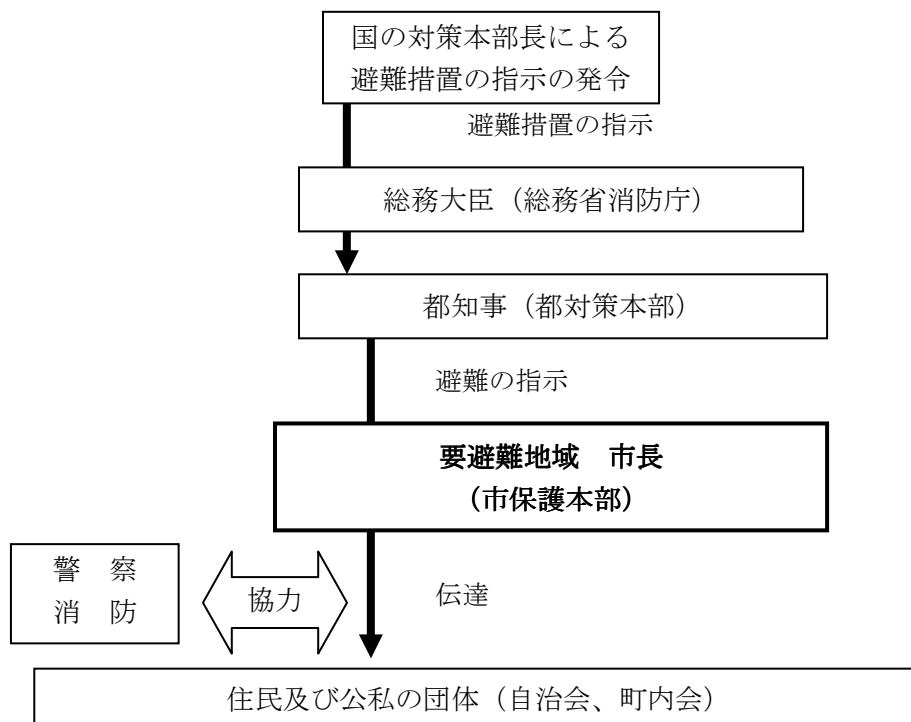 国の対策本部長による
避難措置の指示の発令
避難措置の指示
総務大臣（総務省消防庁）
都知事（都対策本部）
避難の指示
要避難地域　市長
（市保護本部）
警　察
消　防
協力
伝達
住民及び公私の団体（自治会、町内会）